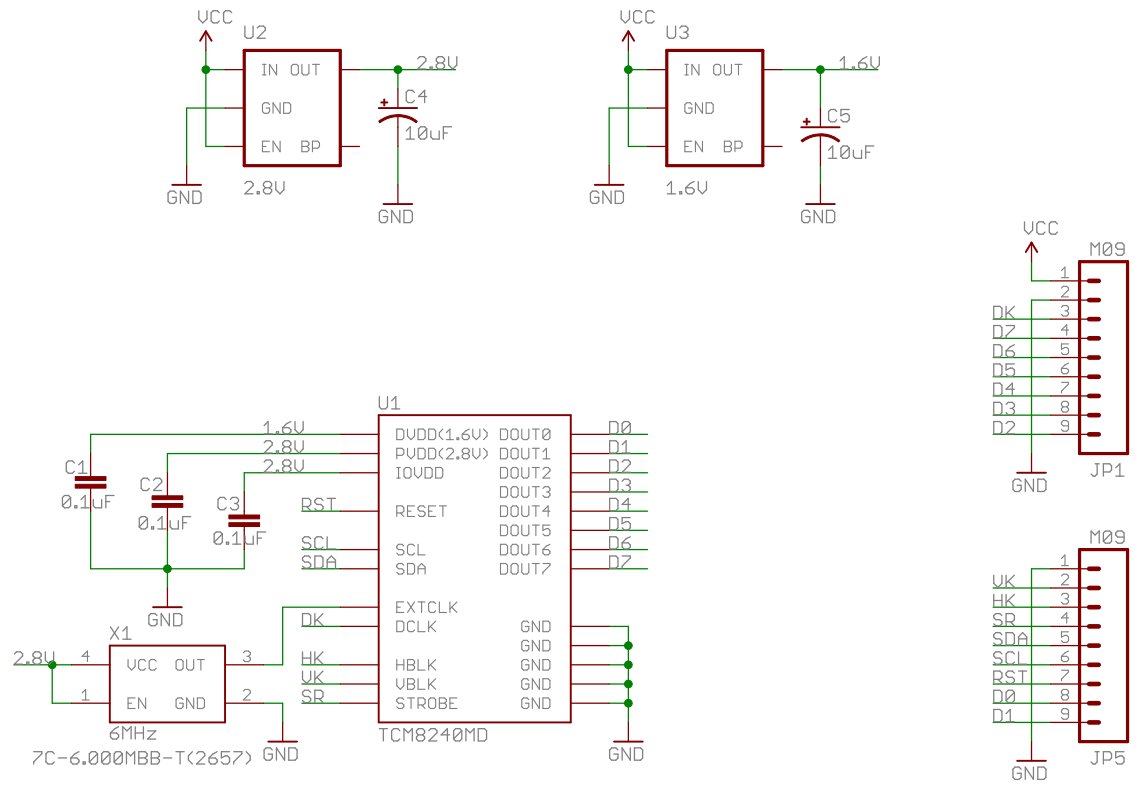 VCC
U2
IN OUT
GND
EN BP
2.8V
GND
2.8V
C4
10uF
GND
VCC
U3
IN OUT
GND
EN BP
1.6V
GND
1.6V
C5
10uF
GND
VCC
M09
1
2
DK 3
D7 4
D6 5
D5 6
D4 7
D3 8
D2 9
GND
JP1
U1
1.6V DVDD(1.6V) DOUT0 D0
2.8V PVDD(2.8V) DOUT1 D1
2.8V IOVDD DOUT2 D2
DOUT3 D3
RST RESET DOUT4 D4
DOUT5 D5
SCL SCL DOUT6 D6
SDA SDA DOUT7 D7
EXTCLK
DK DCLK GND
GND
HK HBLK GND
VK VBLK GND
SR STROBE GND
TCM8240MD
GND
C1
0.1uF
C2
0.1uF
C3
0.1uF
GND
X1
2.8V 4 VCC OUT 3
1 EN GND 2
6MHz
7C-6.000MBB-T(2657)
GND
M09
1
VK 2
HK 3
SR 4
SDA 5
SCL 6
RST 7
D0 8
D1 9
GND
JP5